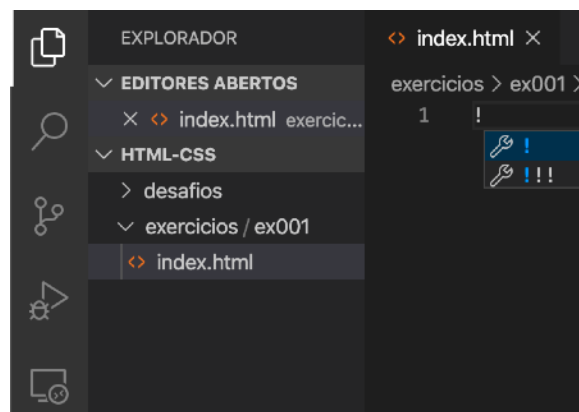 EXPLORADOR
EDITORES ABERTOS
index.html exercic...
HTML-CSS
desafios
exercicios / ex001
index.html
index.html
exercicios > ex001 >
1 !
!
!!!